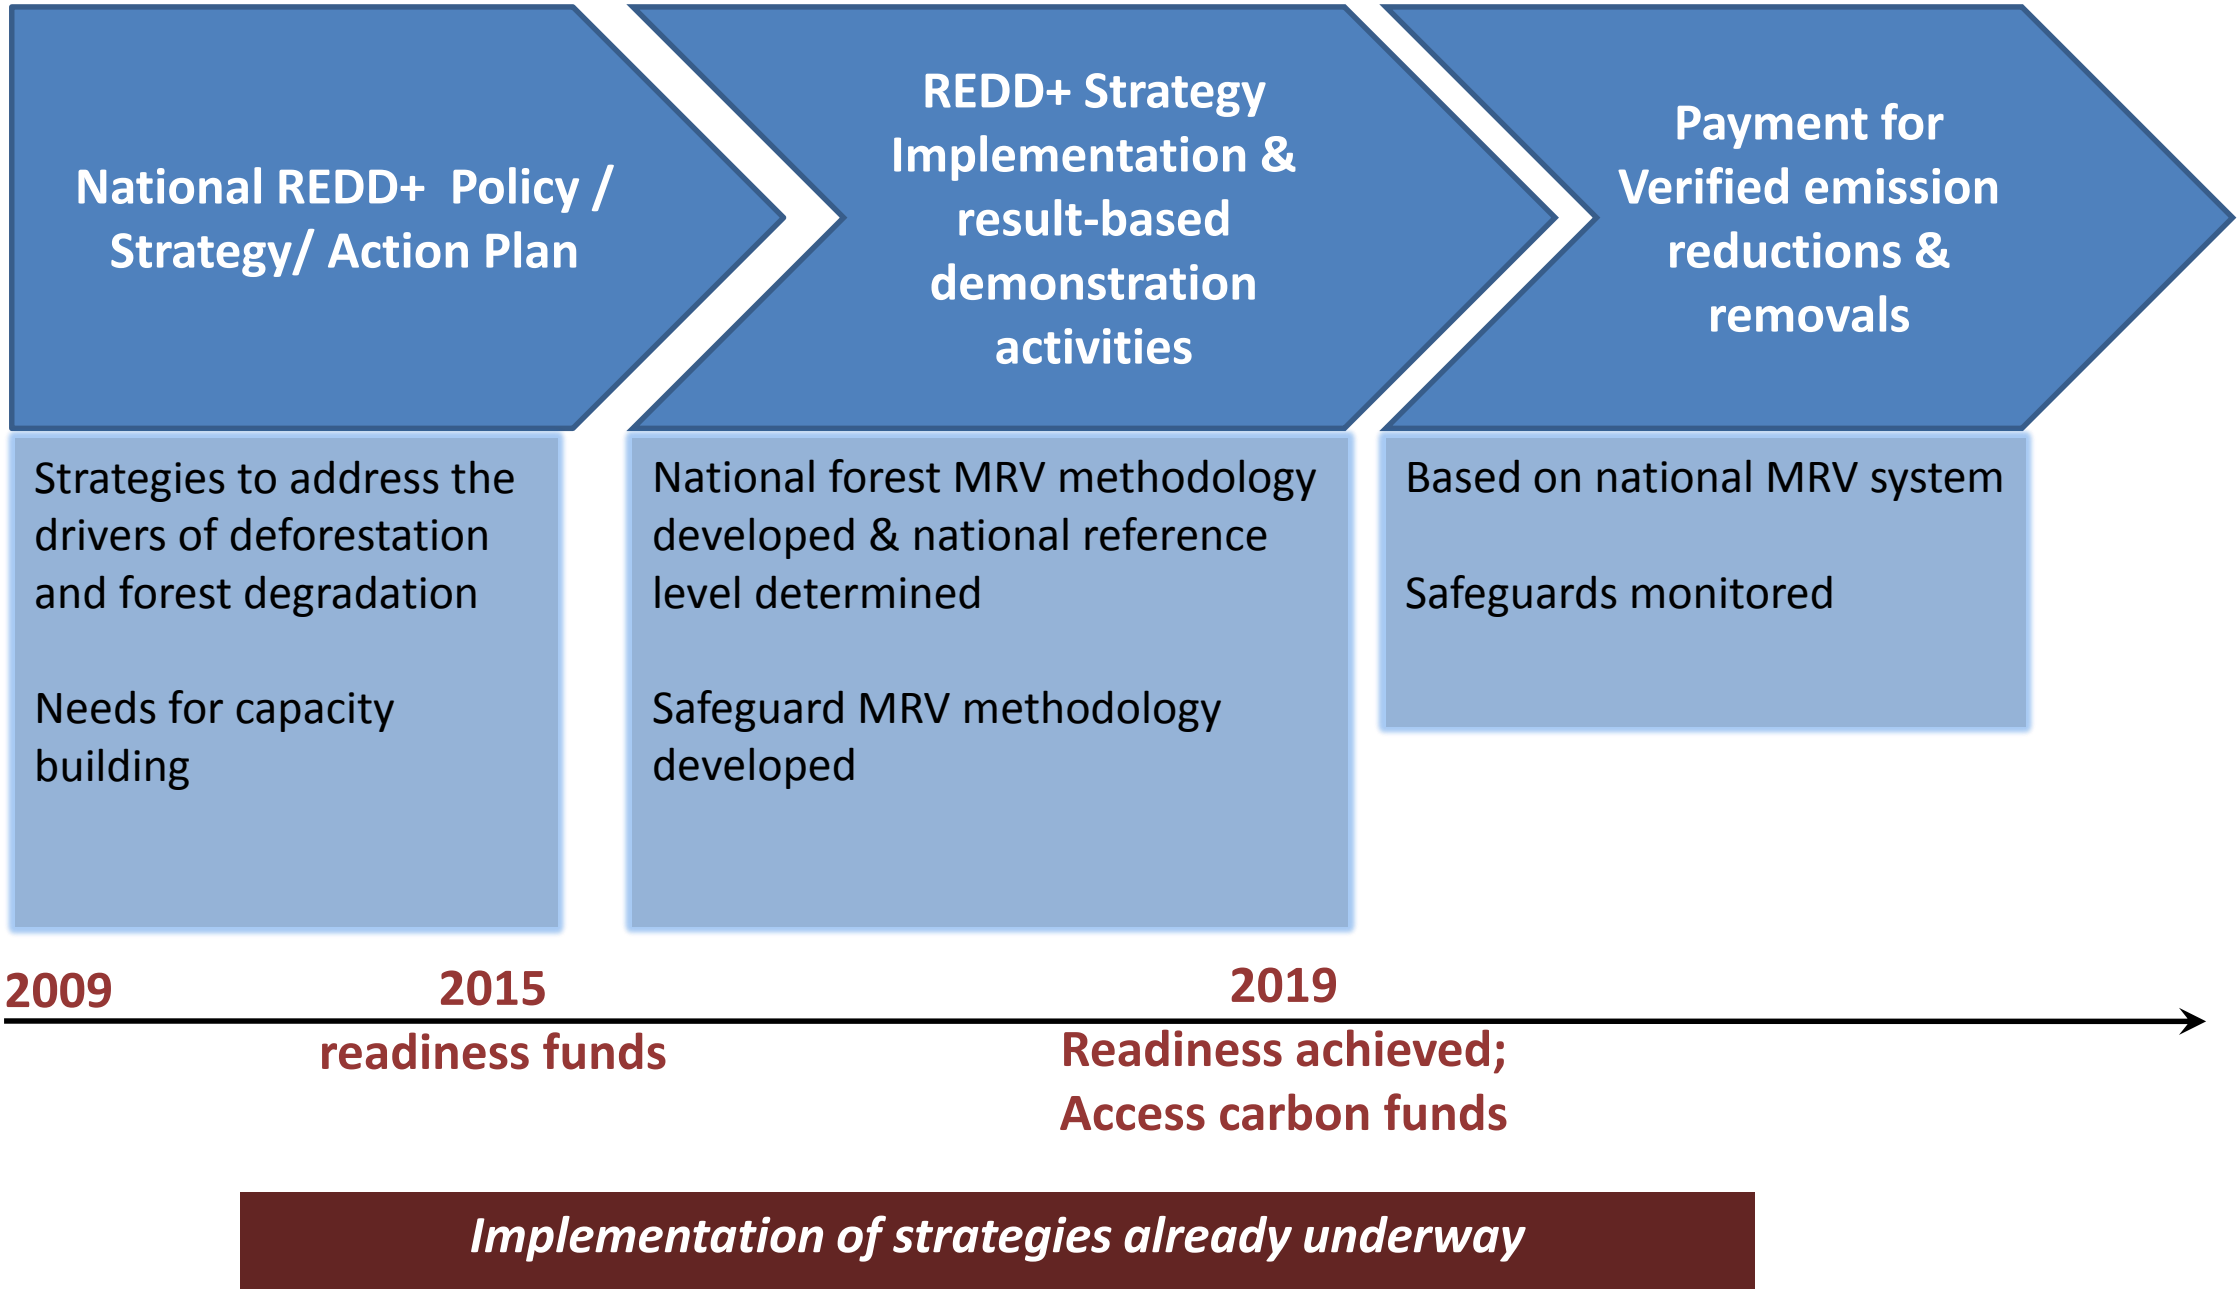 National REDD+  Policy /
Strategy/ Action Plan
REDD+ Strategy
Implementation &
result-based
demonstration
activities
Payment for
Verified emission
reductions &
removals
Strategies to address the
drivers of deforestation
and forest degradation
Needs for capacity
building
National forest MRV methodology
developed & national reference
level determined
Safeguard MRV methodology
developed
Based on national MRV system
Safeguards monitored
2009
2015
2019
readiness funds
Readiness achieved;
Access carbon funds
Implementation of strategies already underway